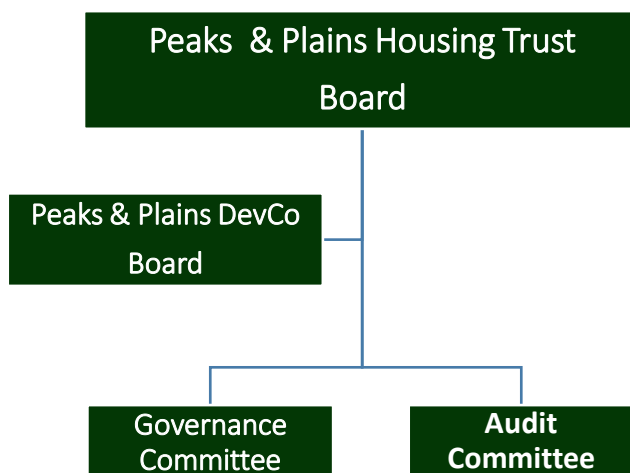 Peaks & Plains Housing Trust
Board
Peaks & Plains DevCo
Board
Governance
Committee
Audit
Committee